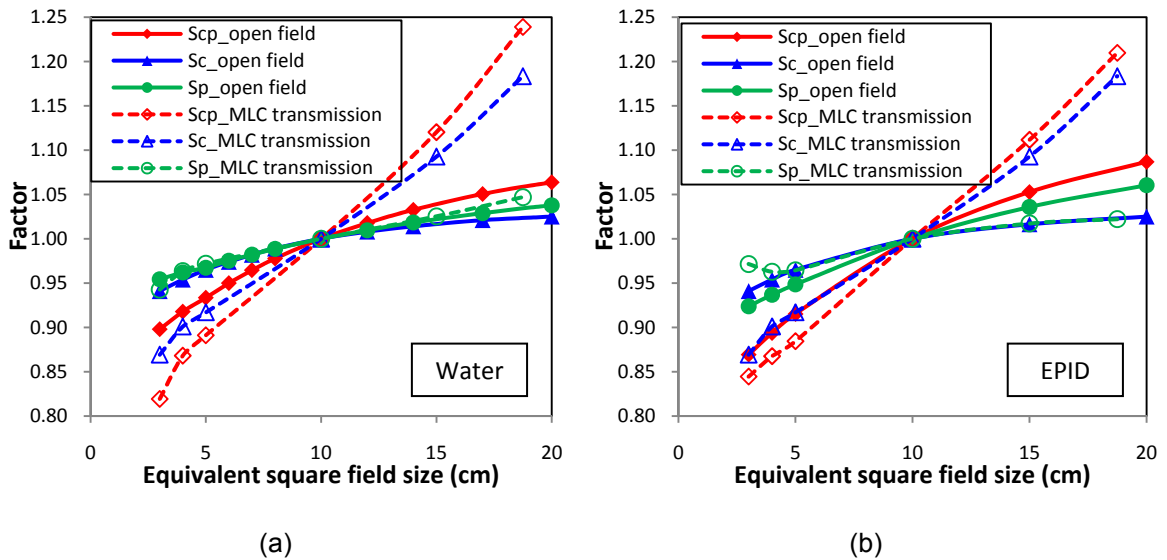 1.25
1.20
1.15
1.10
1.05
1.00
0.95
0.90
0.85
0.80
Factor
Scp_open field
Sc_open field
Sp_open field
Scp_MLC transmission
Sc_MLC transmission
Sp_MLC transmission
Water
0 5 10 15 20
Equivalent square field size (cm)
(a)
1.25
1.20
1.15
1.10
1.05
1.00
0.95
0.90
0.85
0.80
Scp_open field
Sc_open field
Sp_open field
Scp_MLC transmission
Sc_MLC transmission
Sp_MLC transmission
EPID
0 5 10 15 20
Equivalent square field size (cm)
(b)